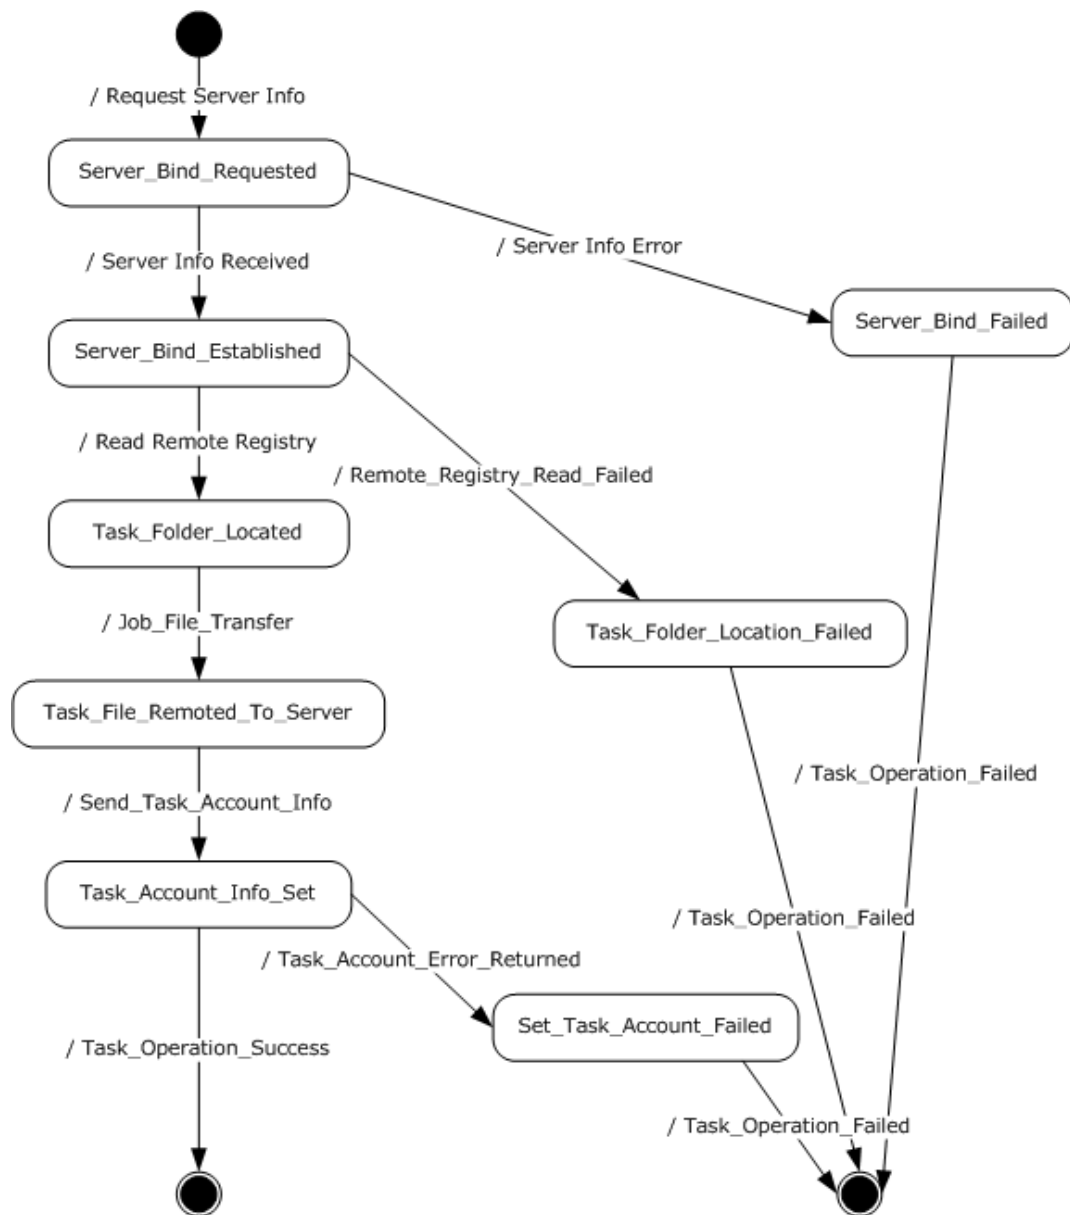 / Request Server Info
Server_Bind_Requested
/ Server Info Error
/ Server Info Received
Server_Bind_Failed
Server_Bind_Established
/ Read Remote Registry
/ Remote_Registry_Read_Failed
Task_Folder_Located
/ Job_File_Transfer
Task_Folder_Location_Failed
Task_File_Remoted_To_Server
/ Task_Operation_Failed
/ Send_Task_Account_Info
Task_Account_Info_Set
/ Task_Operation_Failed
/ Task_Account_Error_Returned
Set_Task_Account_Failed
/ Task_Operation_Success
/ Task_Operation_Failed